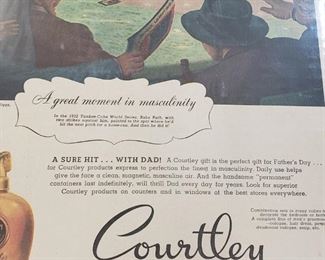 A great moment in masculinity
In the 1932 Yankee-Cubs World Series, Babe Ruth, with
two strikes against him, pointed to the spot where he'd
hit the next pitch for a home-run. And then he did it!
A SURE HIT . . . WITH DAD! A Courtley gift is the perfect gift for Father's Day . . .
for Courtley products express to perfection the finest in masculinity. Daily use helps
give the face a clean, magnetic, masculine air. And the handsome "permanent"
containers last indefinitely, will thrill Dad every day for years. Look for superior
Courtley products on counters and in windows of the best stores everywhere.
Courtley